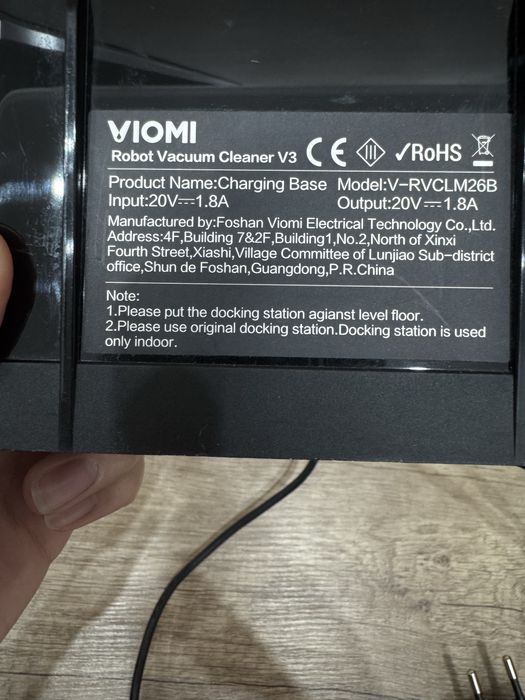 VIOMI
Robot Vacuum Cleaner V3 CE III ✓RoHS
Product Name:Charging Base Model:V-RVCLM26B
Input:20V⎓1.8A Output:20V⎓1.8A
Manufactured by:Foshan Viomi Electrical Technology Co.,Ltd.
Address:4F,Building 7&2F,Building1,No.2,North of Xinxi
Fourth Street,Xiashi,Village Committee of Lunjiao Sub-district
office,Shun de Foshan,Guangdong,P.R.China
Note:
1.Please put the docking station agianst level floor.
2.Please use original docking station.Docking station is used
only indoor.